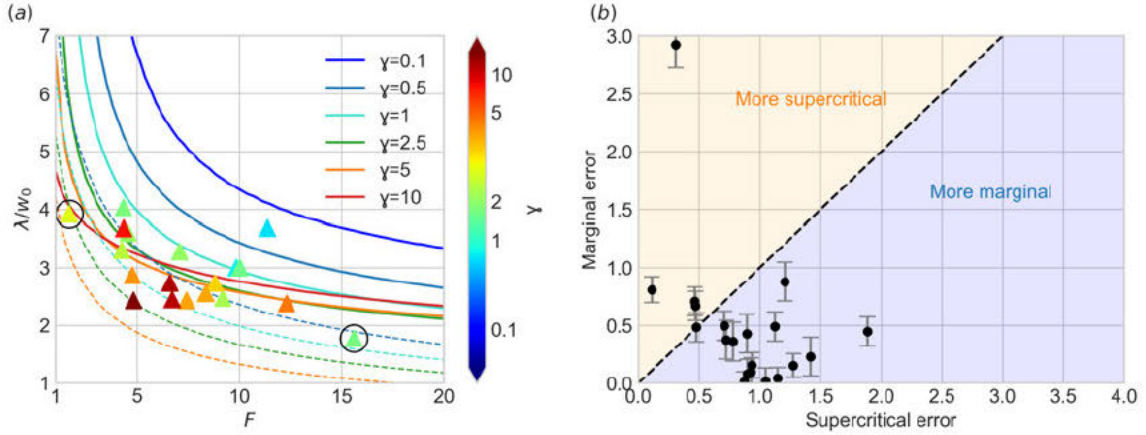 (a)
7
6
5
4
3
2
1
λ/w₀
1
5
10
15
20
F
γ=0.1
γ=0.5
γ=1
γ=2.5
γ=5
γ=10
10
5
2
1
0.1
γ
(b)
3.0
2.5
2.0
1.5
1.0
0.5
0.0
Marginal error
More supercritical
More marginal
0.0
0.5
1.0
1.5
2.0
2.5
3.0
3.5
4.0
Supercritical error